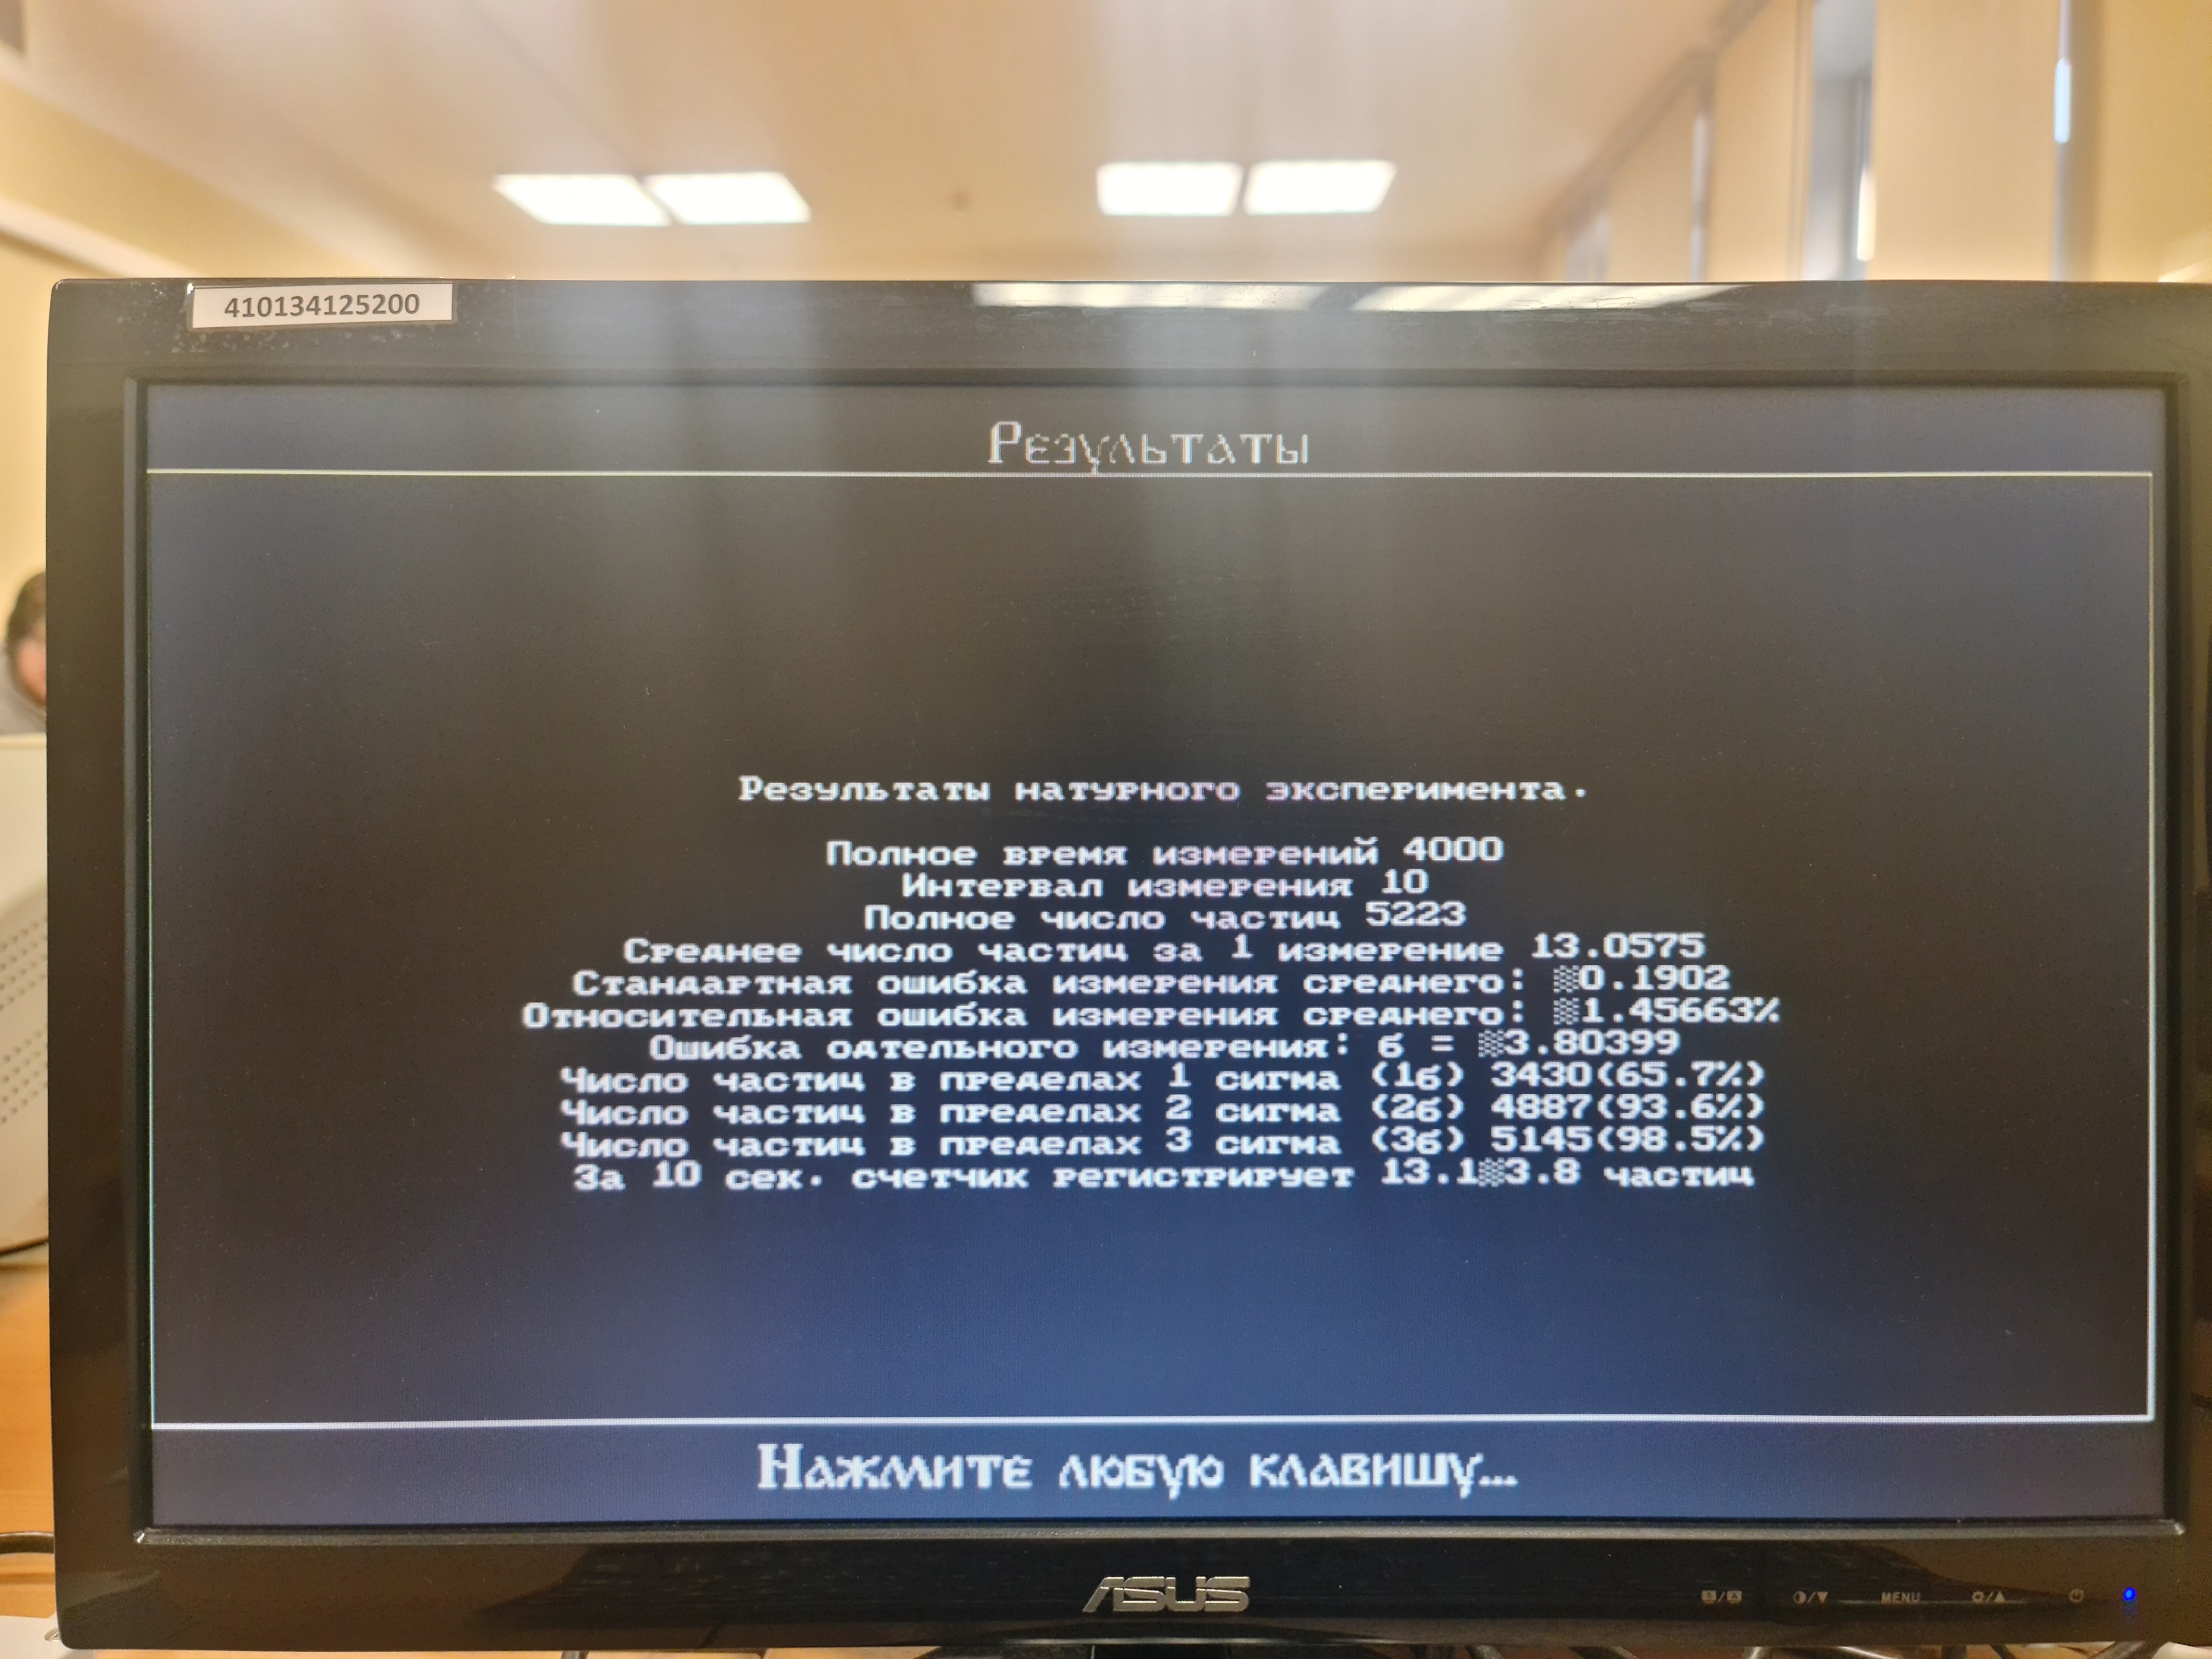 410134125200
Результаты
Результаты натурного эксперимента.
Полное время измерений 4000
Интервал измерения 10
Полное число частиц 5223
Среднее число частиц за 1 измерение 13.0575
Стандартная ошибка измерения среднего: ▒0.1902
Относительная ошибка измерения среднего: ▒1.45663%
Ошибка одтельного измерения: б = ▒3.80399
Число частиц в пределах 1 сигма (1б) 3430(65.7%)
Число частиц в пределах 2 сигма (2б) 4887(93.6%)
Число частиц в пределах 3 сигма (3б) 5145(98.5%)
За 10 сек. счетчик регистрирует 13.1▒3.8 частиц
Нажмите любую клавишу...
ASUS
MENU